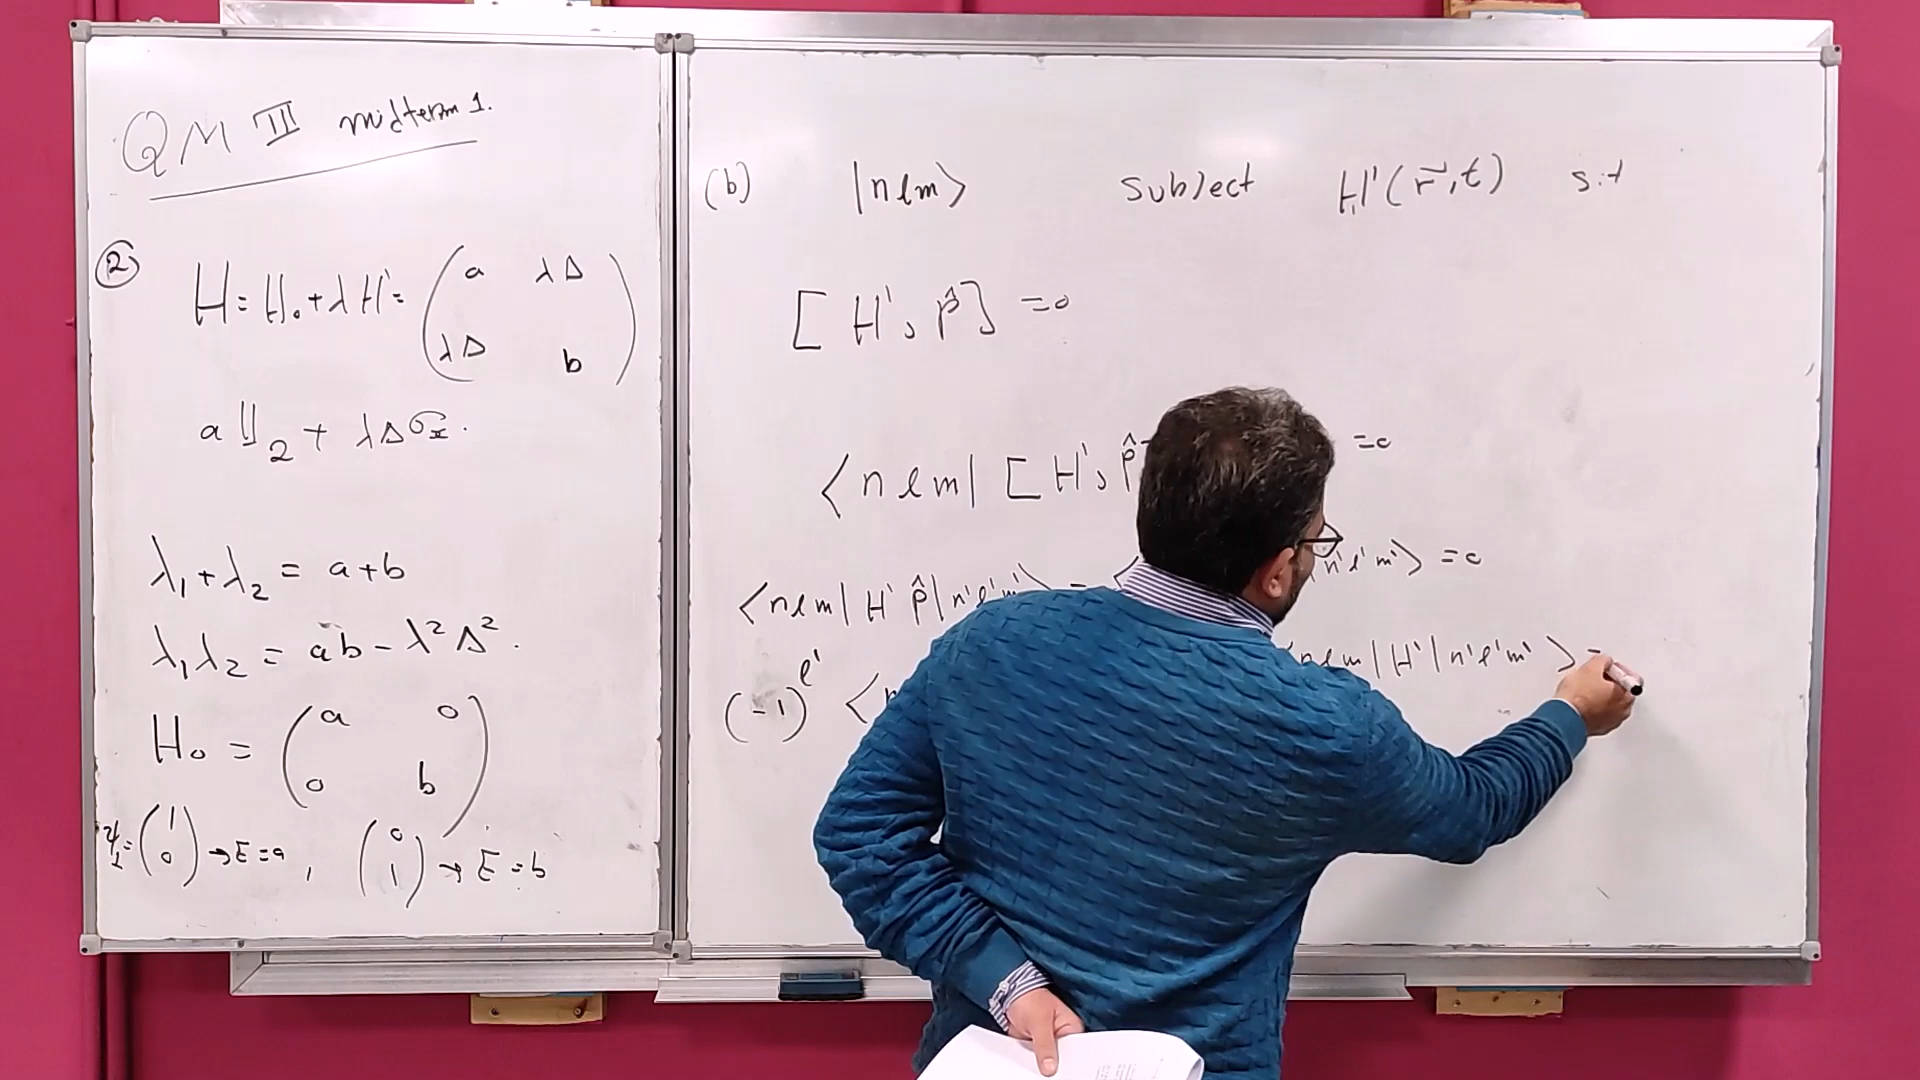 QM III midterm 1.
② H = H₀ + λH' = ( a λΔ
λΔ b )
a 𝟙₂ + λΔσₓ.
λ₁ + λ₂ = a+b
λ₁λ₂ = ab - λ²Δ².
H₀ = ( a 0
0 b )
ψ₁ = ( 1 0 ) → E = a , ( 0 1 ) → E = b
(b) |nlm> subject H'(r⃗,t) s.t
[ H', p̂ ] = 0
<nlm| [ H', p̂ = 0
<nlm| H' p̂ |n'l'm'> - < n'l'm'> = 0
(-1)^l' < nlm | H' | n'l'm' > =